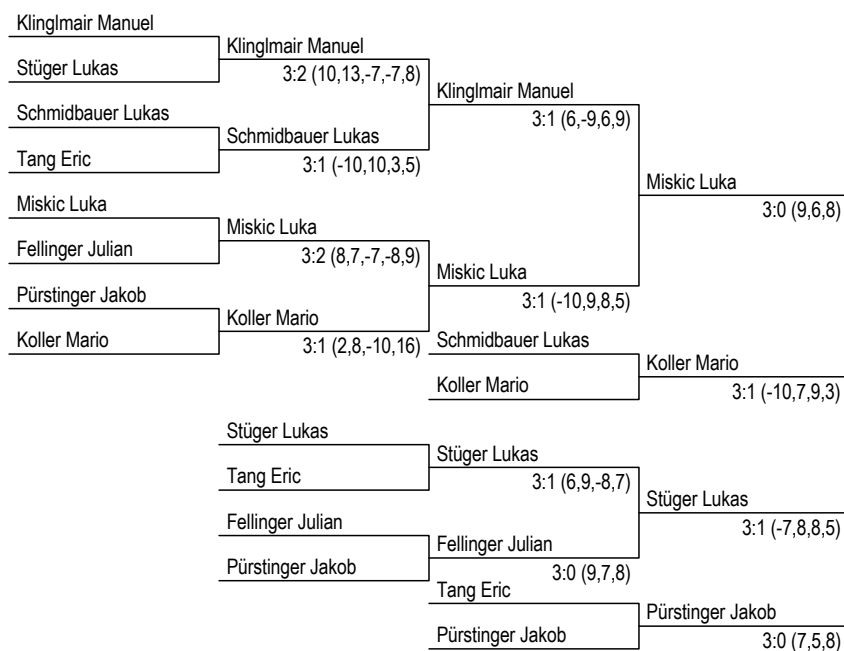 Klinglmair Manuel
Klinglmair Manuel
Stüger Lukas
3:2 (10,13,-7,-7,8)
Klinglmair Manuel
Schmidbauer Lukas
3:1 (6,-9,6,9)
Schmidbauer Lukas
Tang Eric
3:1 (-10,10,3,5)
Miskic Luka
Miskic Luka
3:0 (9,6,8)
Miskic Luka
Fellinger Julian
3:2 (8,7,-7,-8,9)
Miskic Luka
Pürstinger Jakob
3:1 (-10,9,8,5)
Koller Mario
Koller Mario
3:1 (2,8,-10,16)
Schmidbauer Lukas
Koller Mario
Koller Mario
3:1 (-10,7,9,3)
Stüger Lukas
Stüger Lukas
Tang Eric
3:1 (6,9,-8,7)
Stüger Lukas
Fellinger Julian
3:1 (-7,8,8,5)
Fellinger Julian
Pürstinger Jakob
3:0 (9,7,8)
Tang Eric
Pürstinger Jakob
Pürstinger Jakob
3:0 (7,5,8)